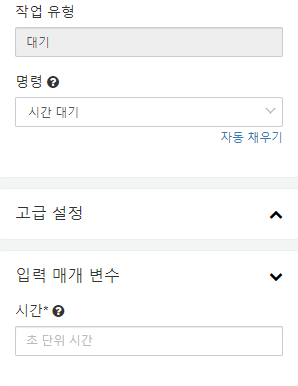 작업 유형
대기
명령
시간 대기
자동 채우기
고급 설정
입력 매개 변수
시간*
초 단위 시간